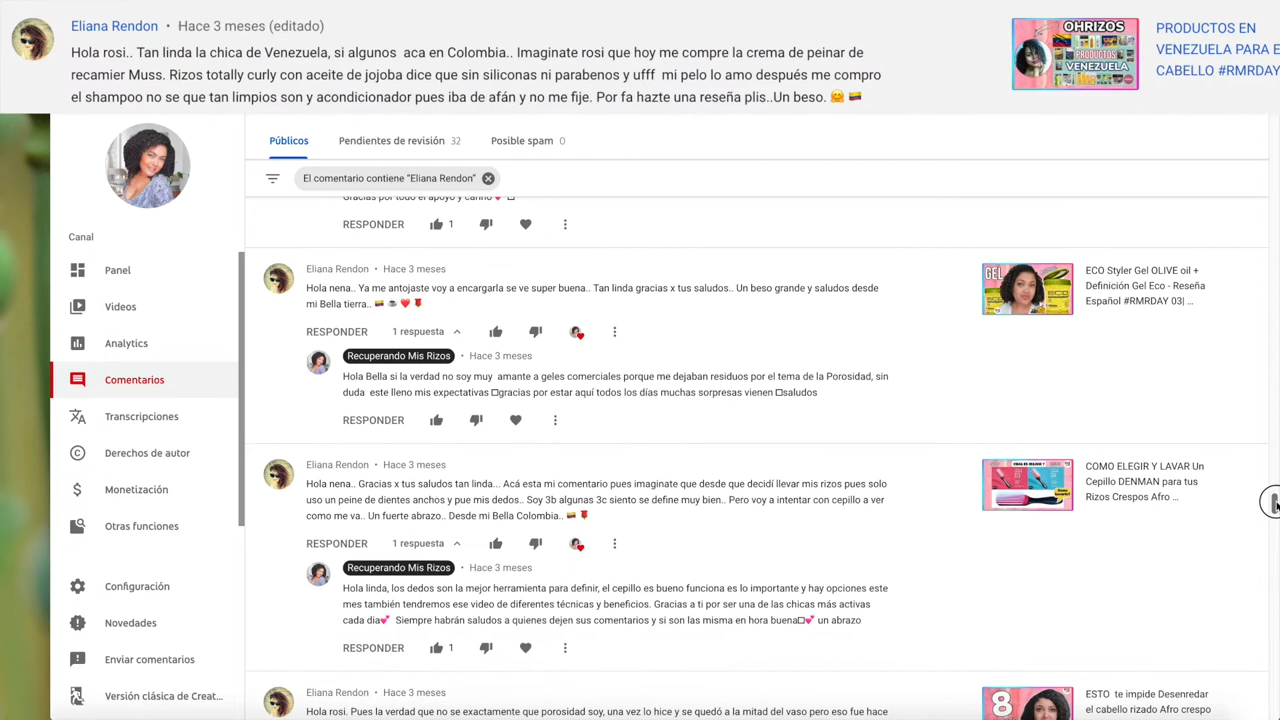 Eliana Rendon • Hace 3 meses (editado)
Hola rosi.. Tan linda la chica de Venezuela, si algunos estan en Colombia.. Imaginate rosi que hoy me compre la crema de peinar de
recamier Muss. Rizos totally curly con aceite de jojoba dice que sin siliconas ni parabenos y ufff mi pelo lo amo después me compro
el shampoo no se que tan limpios son y acondicionador pues iba de afán y no me fije. Por fa hazte una reseña plis..Un beso. 🤗 🇨🇴
OHRIZOS
PRODUCTOS
VENEZUELA
PRODUCTOS EN
VENEZUELA PARA E
CABELLO #RMRDAY
Canal
Panel
Videos
Analytics
Comentarios
Transcripciones
Derechos de autor
Monetización
Otras funciones
Configuración
Novedades
Enviar comentarios
Versión clásica de Creat...
Públicos
Pendientes de revisión 32
Posible spam 0
El comentario contiene "Eliana Rendon"
Gracias por todo el apoyo y cariño
RESPONDER 1
Eliana Rendon • Hace 3 meses
Hola nena.. Ya me antojaste voy a encargarla se ve super buena.. Tan linda gracias x tus saludos.. Un beso grande y saludos desde
mi Bella tierra.. 🇨🇴 ☕ ❤️ 🌹
RESPONDER 1 respuesta
Recuperando Mis Rizos • Hace 3 meses
Hola Bella si la verdad no soy muy amante a geles comerciales porque me dejaban residuos por el tema de la Porosidad, sin
duda este lleno mis expectativas □gracias por estar aquí todos los días muchas sorpresas vienen □saludos
RESPONDER
GEL
ECO Styler Gel OLIVE oil +
Definición Gel Eco - Reseña
Español #RMRDAY 03| ...
Eliana Rendon • Hace 3 meses
Hola nena.. Gracias x tus saludos tan linda... Acá esta mi comentario pues imaginate que desde que decidí llevar mis rizos pues solo
uso un peine de dientes anchos y pue mis dedos.. Soy 3b algunas 3c siento se define muy bien.. Pero voy a intentar con cepillo a ver
como me va.. Un fuerte abrazo.. Desde mi Bella Colombia.. 🇨🇴 🌹
RESPONDER 1 respuesta
Recuperando Mis Rizos • Hace 3 meses
Hola linda, los dedos son la mejor herramienta para definir, el cepillo es bueno funciona es lo importante y hay opciones este
mes también tendremos ese video de diferentes técnicas y beneficios. Gracias a ti por ser una de las chicas más activas
cada dia💕 Siempre habrán saludos a quienes dejen sus comentarios y si son las misma en hora buena□💕 un abrazo
RESPONDER 1
COMO ELEGIR Y LAVAR Un
Cepillo DENMAN para tus
Rizos Crespos Afro ...
Eliana Rendon • Hace 3 meses
Hola rosi. Pues la verdad que no se exactamente que porosidad soy, una vez lo hice y se quedó a la mitad del vaso pero eso fue hace
8
ESTO te impide Desenredar
el cabello rizado Afro crespo